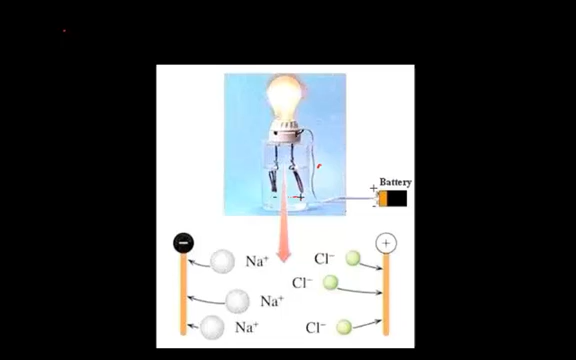 Battery
+
-
- +
− +
Na⁺ Cl⁻
Cl⁻
Na⁺
Na⁺ Cl⁻